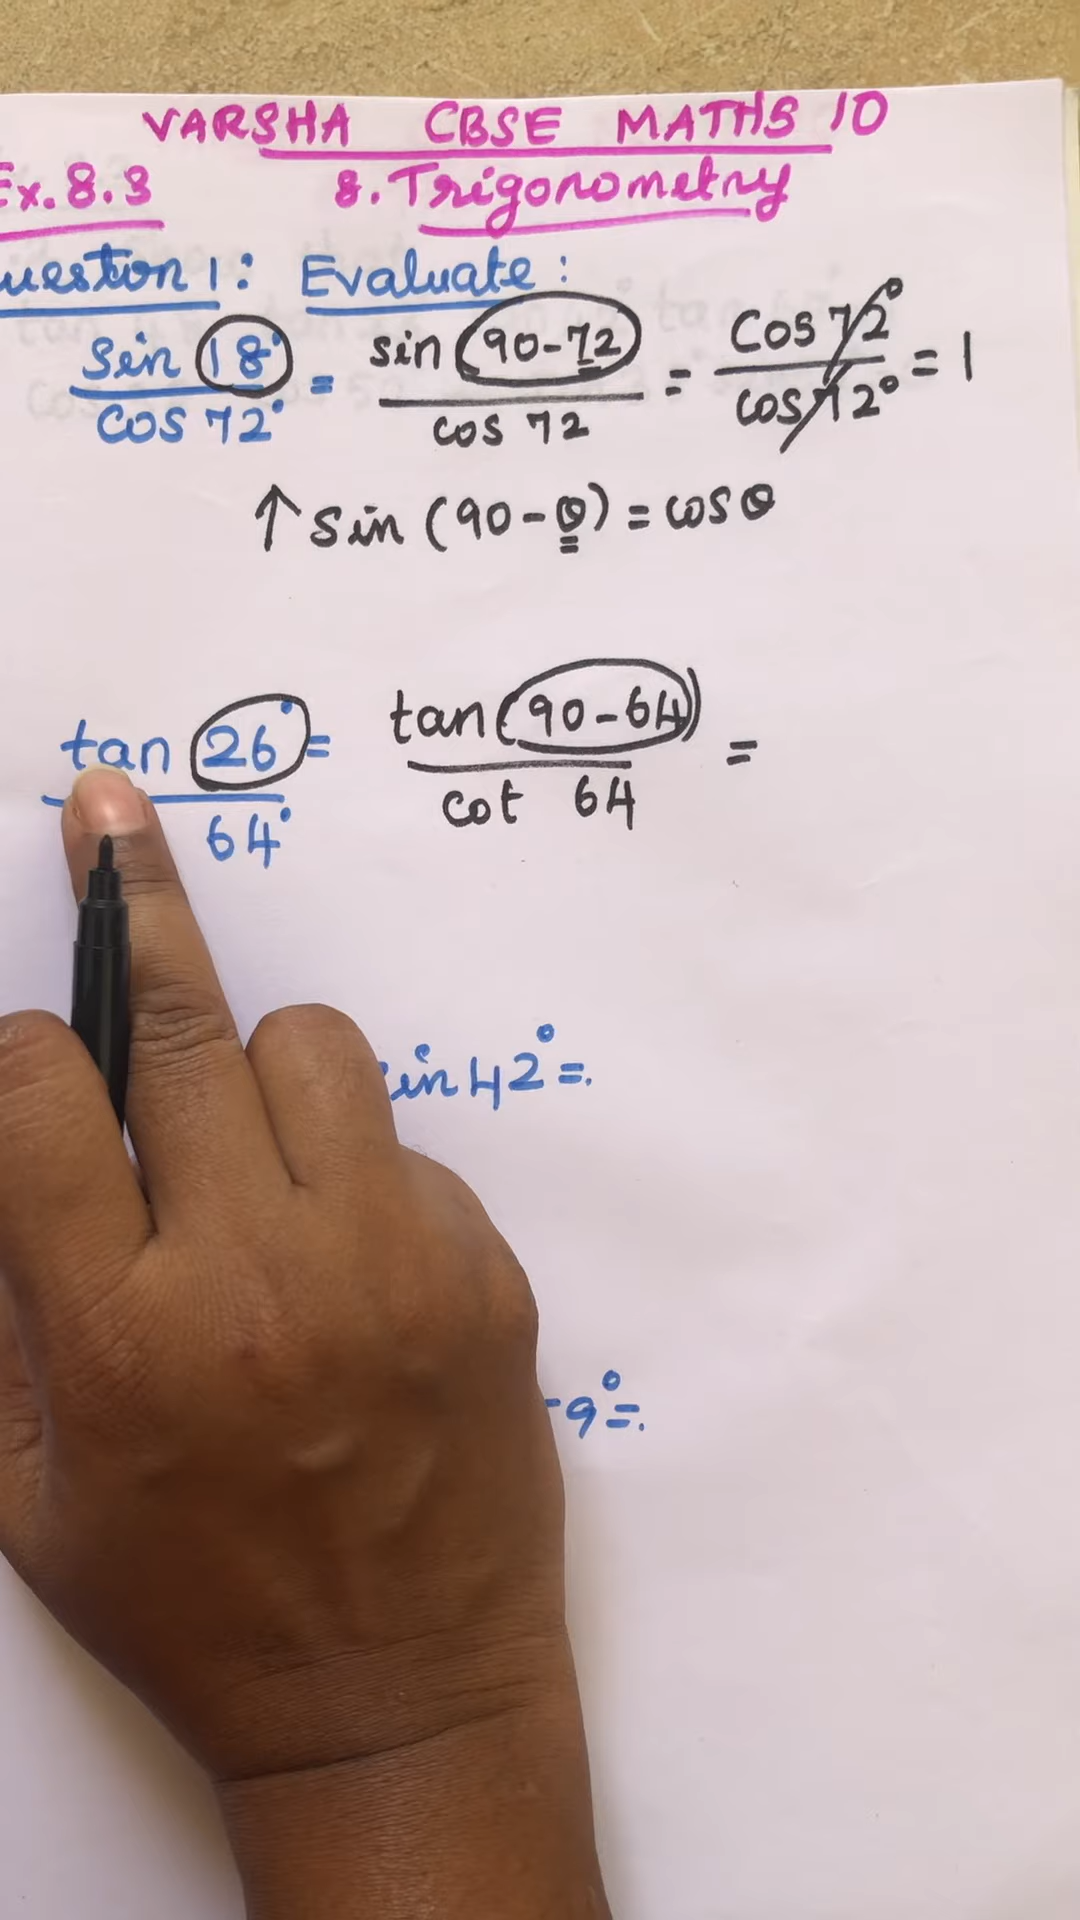 VARSHA CBSE MATHS 10
Ex. 8.3 8. Trigonometry
uestion 1: Evaluate:
sin 18° / cos 72° = sin (90-72) / cos 72 = cos 72° / cos 72° = 1
↑ sin (90-θ) = cos θ
tan 26° / 64° = tan (90-64) / cot 64 =
in 42° =.
-9° =.